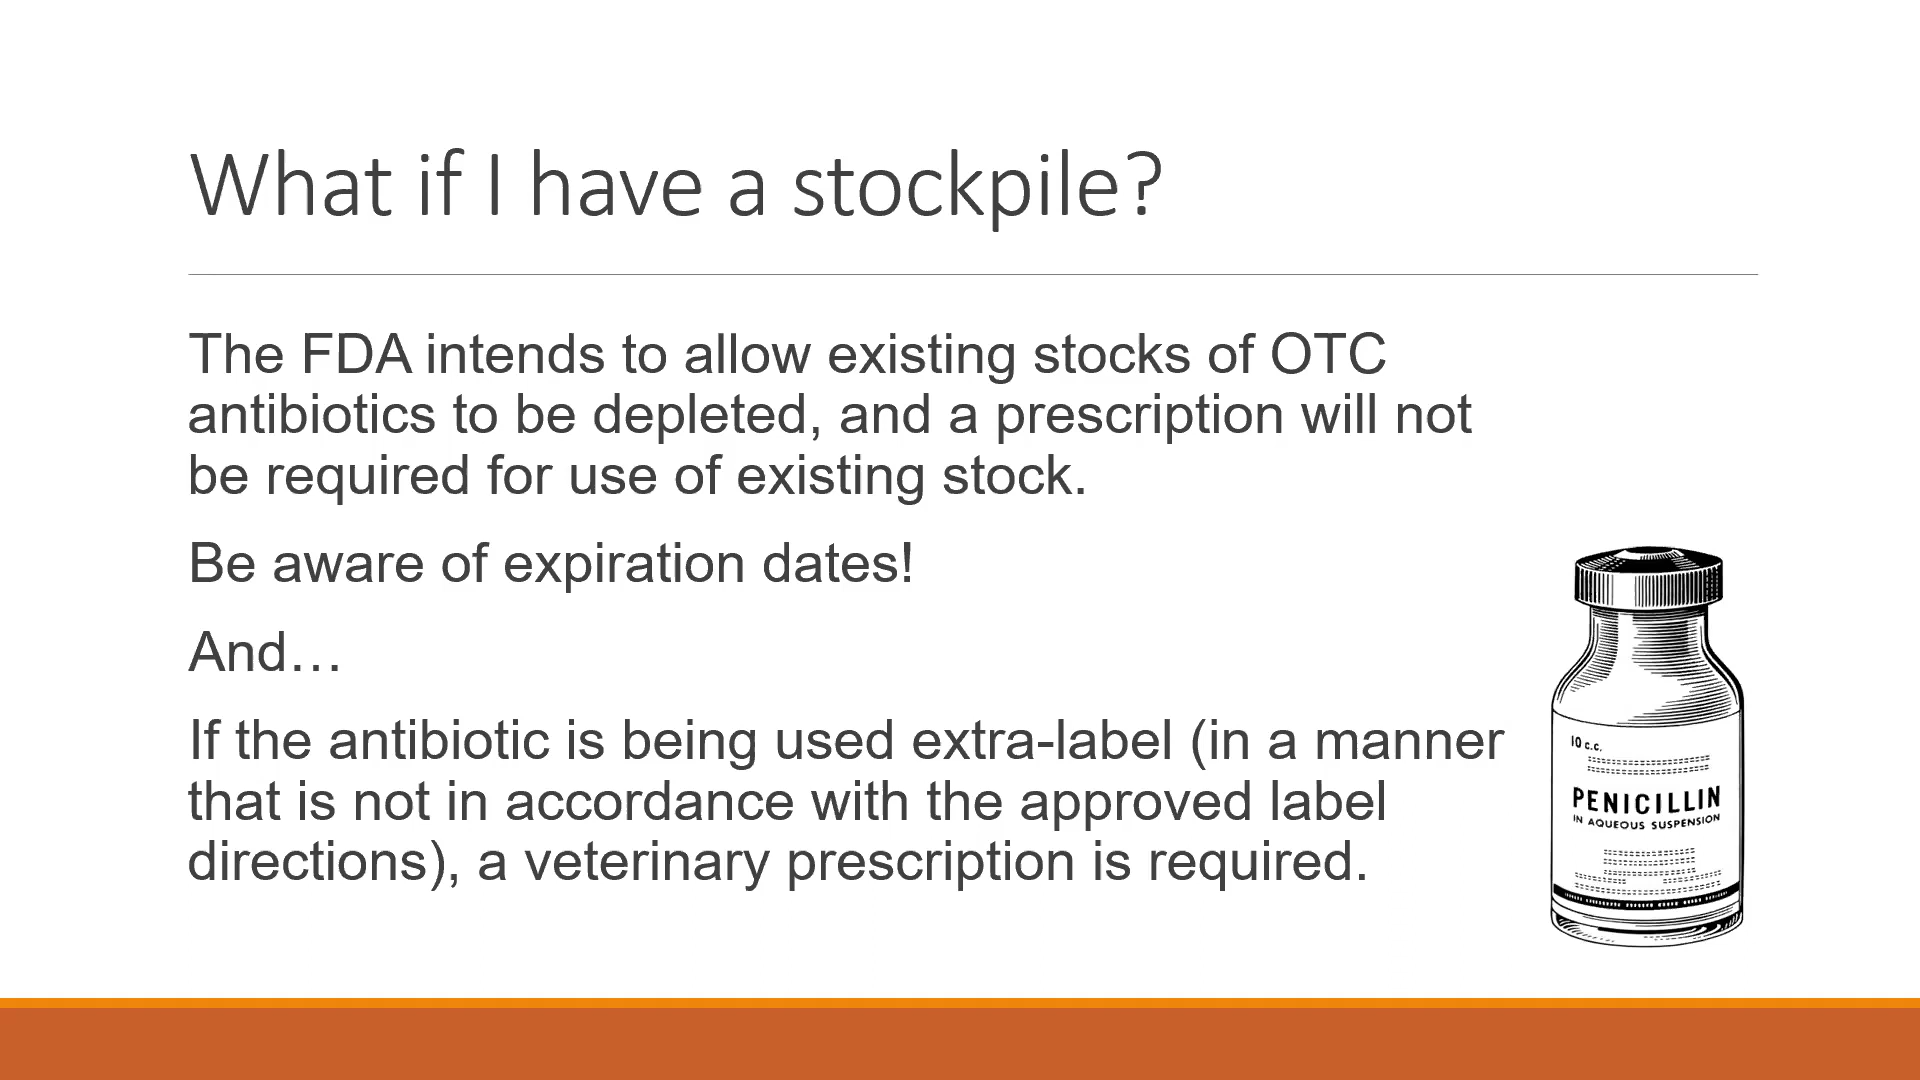 What if I have a stockpile?
The FDA intends to allow existing stocks of OTC
antibiotics to be depleted, and a prescription will not
be required for use of existing stock.
Be aware of expiration dates!
And…
If the antibiotic is being used extra-label (in a manner
that is not in accordance with the approved label
directions), a veterinary prescription is required.
10 c.c.
PENICILLIN
IN AQUEOUS SUSPENSION